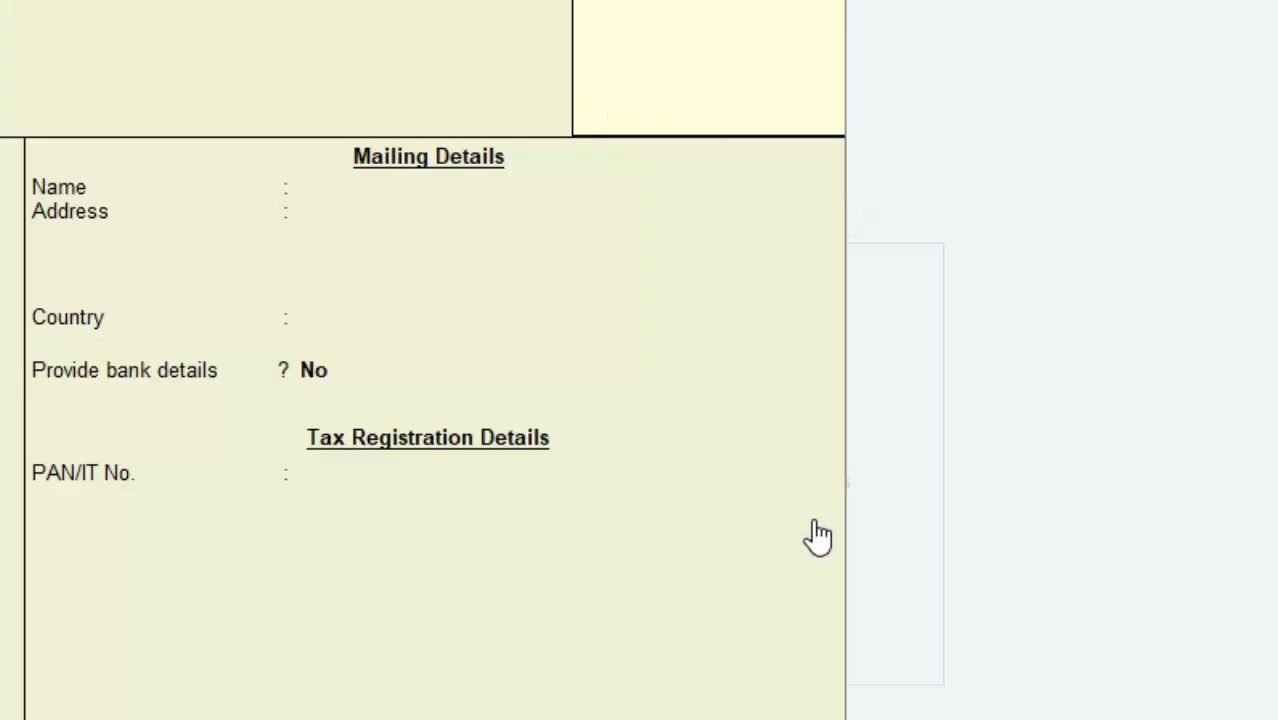 Mailing Details
Name :
Address :
Country :
Provide bank details ? No
Tax Registration Details
PAN/IT No. :